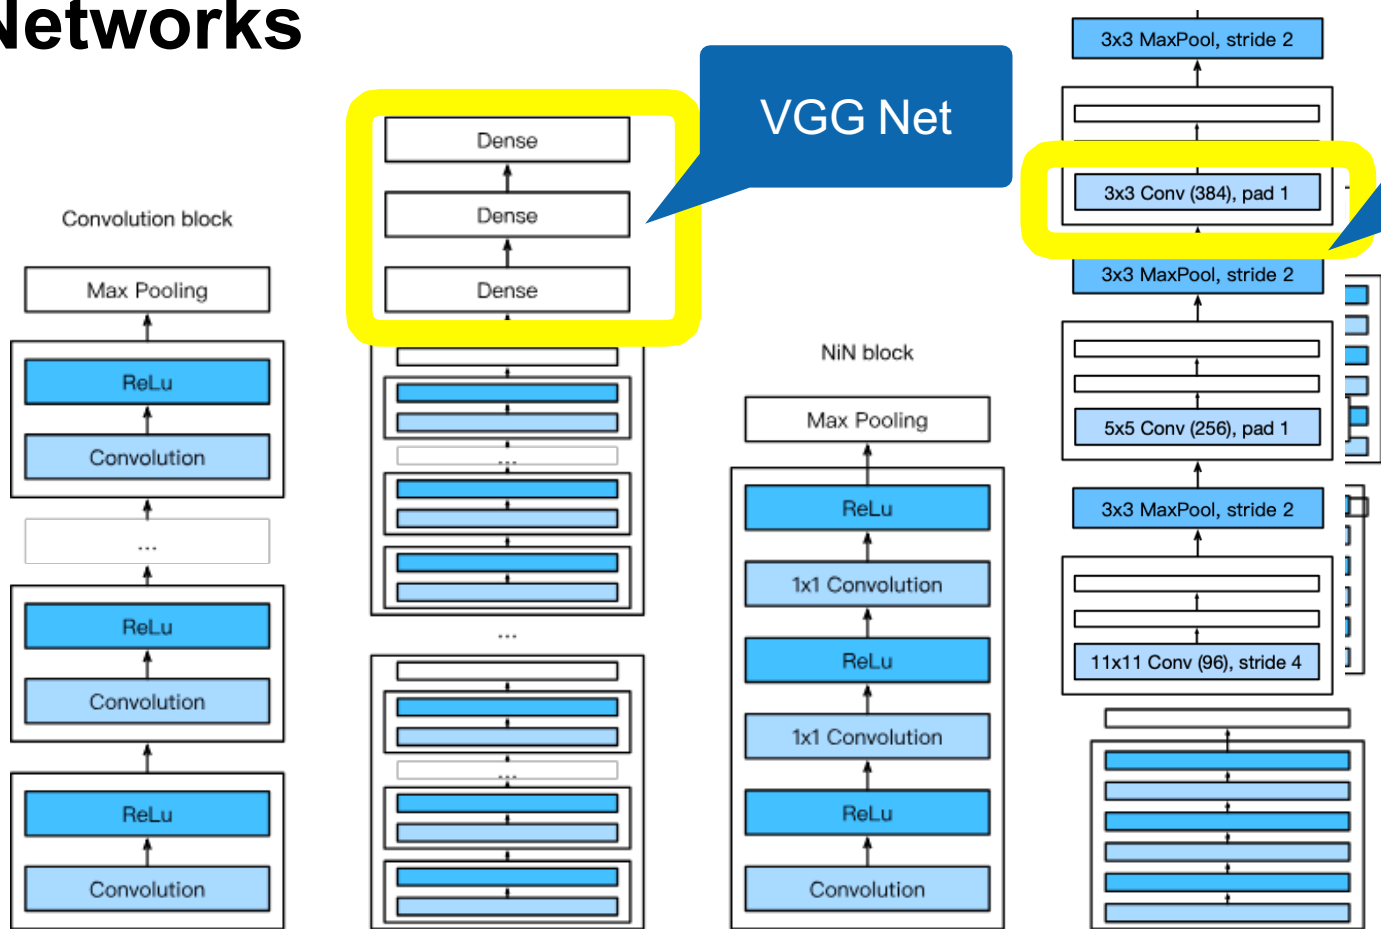 Networks
VGG Net
Convolution block
Max Pooling
ReLu
Convolution
...
ReLu
Convolution
ReLu
Convolution
Dense
Dense
Dense
...
...
...
NiN block
Max Pooling
ReLu
1x1 Convolution
ReLu
1x1 Convolution
ReLu
Convolution
3x3 MaxPool, stride 2
3x3 Conv (384), pad 1
3x3 MaxPool, stride 2
5x5 Conv (256), pad 1
3x3 MaxPool, stride 2
11x11 Conv (96), stride 4